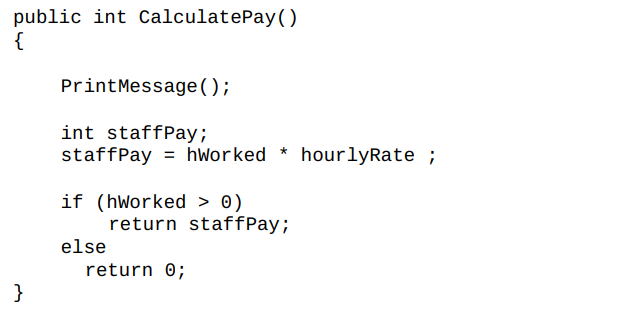 public int CalculatePay()
{
PrintMessage();
int staffPay;
staffPay = hWorked * hourlyRate ;
if (hWorked > 0)
return staffPay;
else
return 0;
}